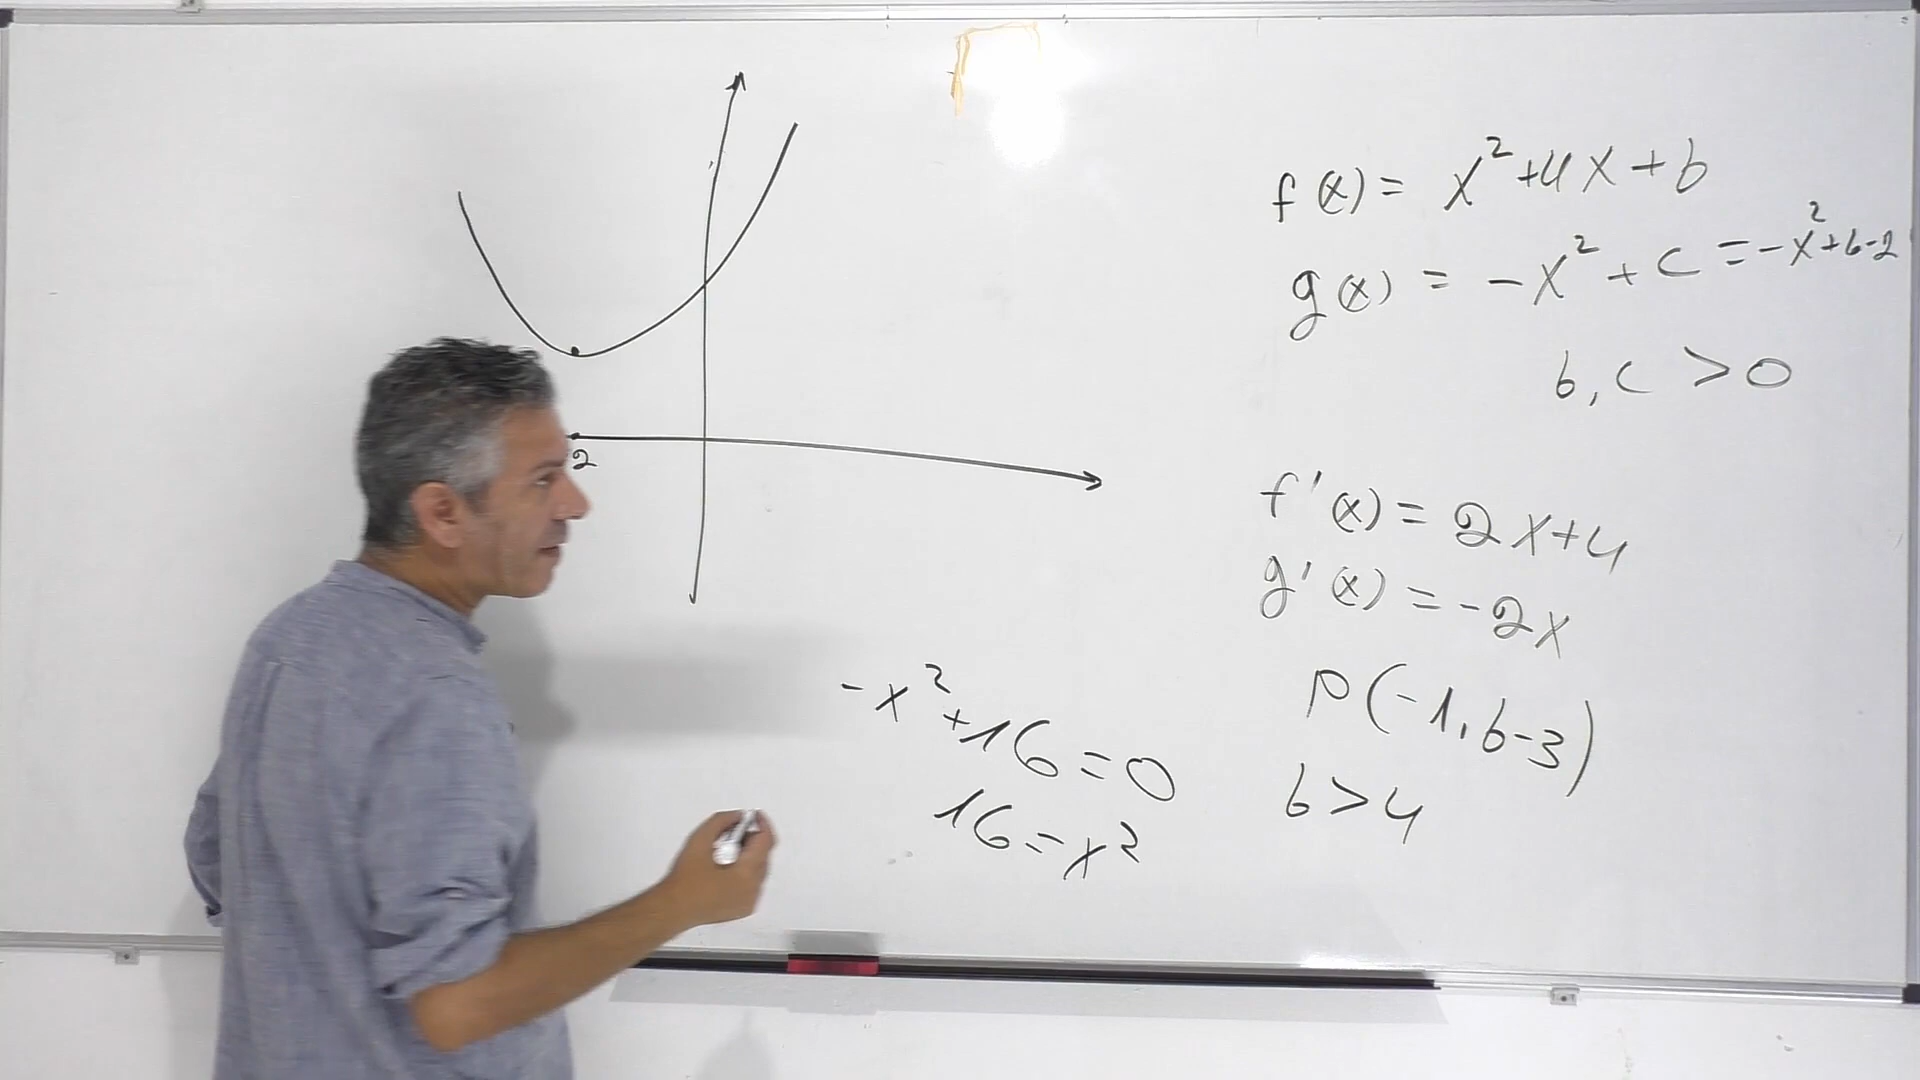 f(x) = x²+4x+b
g(x) = -x²+c = -x²+b-2
b, c > 0
2
f'(x) = 2x+4
g'(x) = -2x
P(-1, b-3)
b>4
-x²+16=0
16=x²